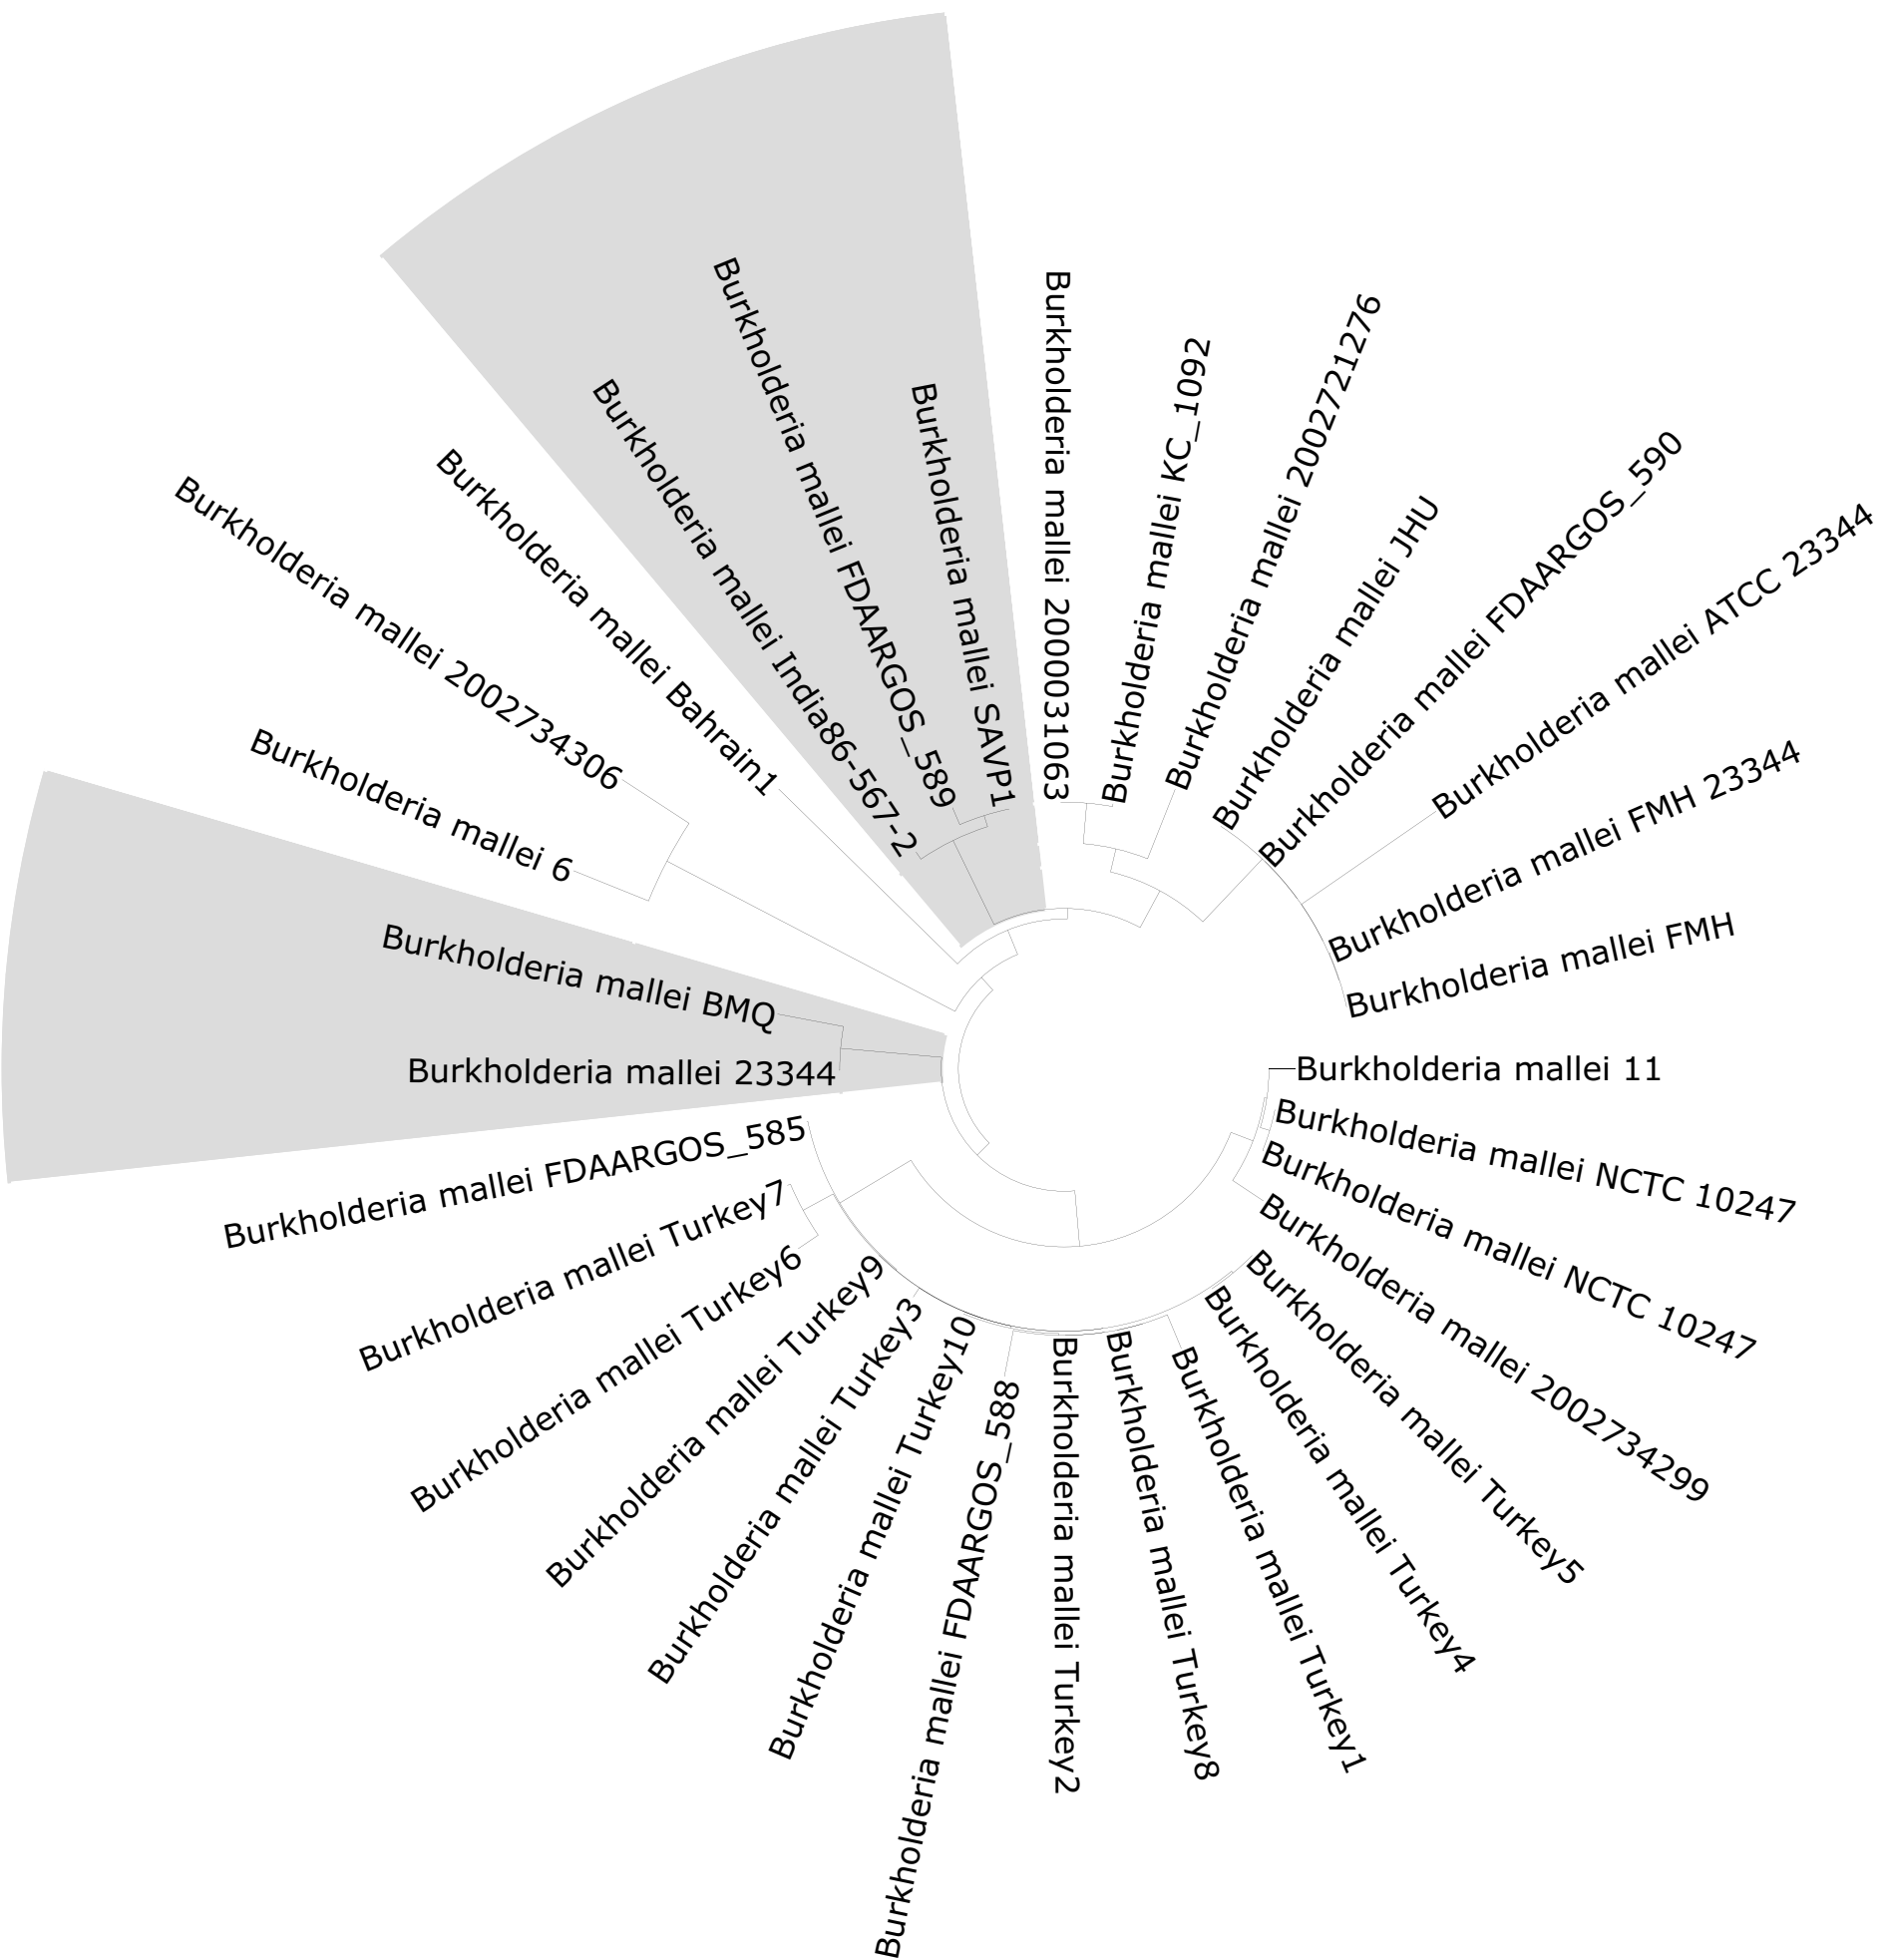 Burkholderia mallei 2000031063
Burkholderia mallei KC_1092
Burkholderia mallei 2002721276
Burkholderia mallei JHU
Burkholderia mallei FDAARGOS_590
Burkholderia mallei ATCC 23344
Burkholderia mallei FMH 23344
Burkholderia mallei FMH
Burkholderia mallei 11
Burkholderia mallei NCTC 10247
Burkholderia mallei NCTC 10247
Burkholderia mallei 2002734299
Burkholderia mallei Turkey5
Burkholderia mallei Turkey4
Burkholderia mallei Turkey1
Burkholderia mallei Turkey8
Burkholderia mallei Turkey2
Burkholderia mallei FDAARGOS_588
Burkholderia mallei Turkey10
Burkholderia mallei Turkey3
Burkholderia mallei Turkey9
Burkholderia mallei Turkey6
Burkholderia mallei Turkey7
Burkholderia mallei FDAARGOS_585
Burkholderia mallei 23344
Burkholderia mallei BMQ
Burkholderia mallei 6
Burkholderia mallei 2002734306
Burkholderia mallei Bahrain1
Burkholderia mallei India86-567-2
Burkholderia mallei FDAARGOS_589
Burkholderia mallei SAVP1